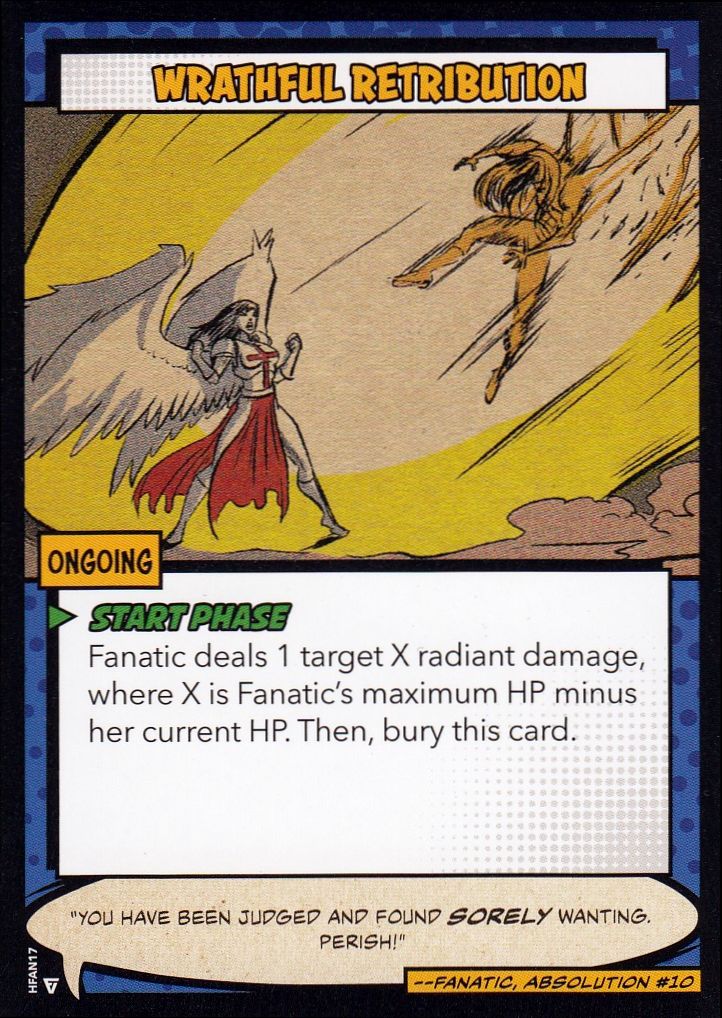 WRATHFUL RETRIBUTION
ONGOING
START PHASE
Fanatic deals 1 target X radiant damage,
where X is Fanatic's maximum HP minus
her current HP. Then, bury this card.
"YOU HAVE BEEN JUDGED AND FOUND SORELY WANTING.
PERISH!"
--FANATIC, ABSOLUTION #10
HFAN17